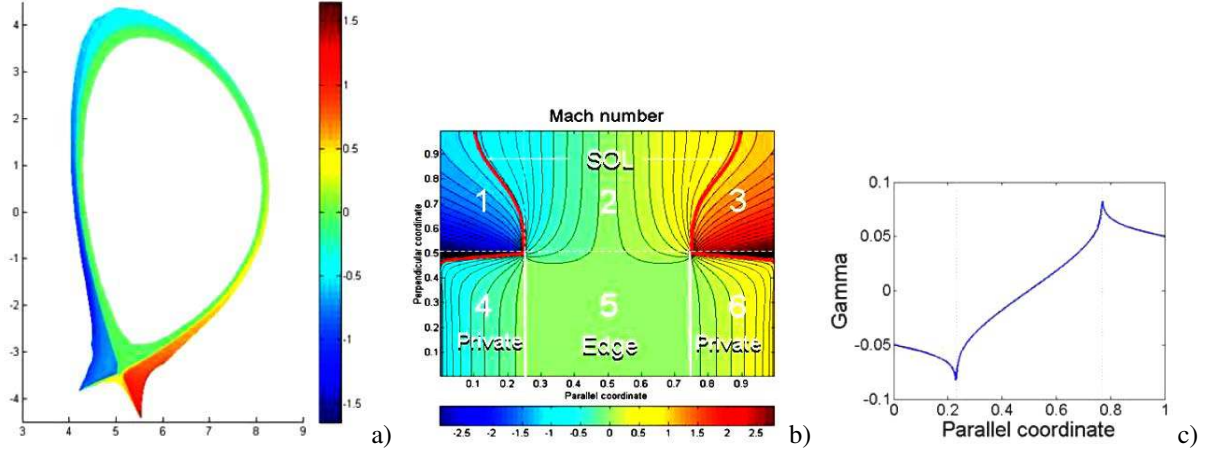 4
3
2
1
0
-1
-2
-3
-4
3 4 5 6 7 8 9
1.5
1
0.5
0
-0.5
-1
-1.5
a)
Mach number
Perpendicular coordinate
0.9
0.8
0.7
0.6
0.5
0.4
0.3
0.2
0.1
SOL
1 2 3
4 5 6
Private Edge Private
0.1 0.2 0.3 0.4 0.5 0.6 0.7 0.8 0.9
Parallel coordinate
-2.5 -2 -1.5 -1 -0.5 0 0.5 1 1.5 2 2.5
b)
Gamma
0.1
0.05
0
-0.05
-0.1
0 0.2 0.4 0.6 0.8 1
Parallel coordinate
c)